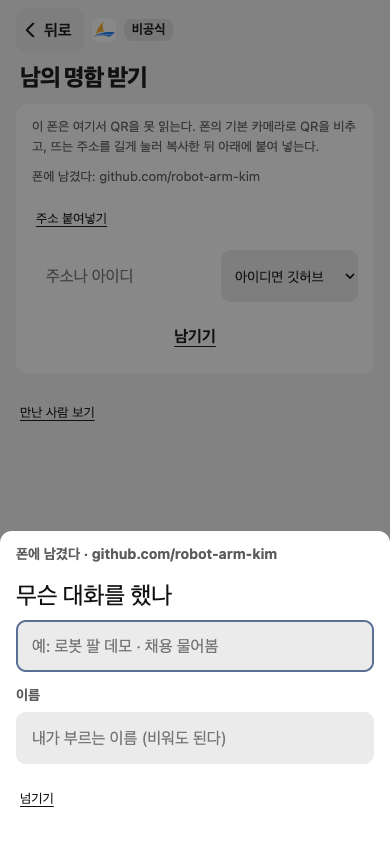 뒤로
비공식
남의 명함 받기
이 폰은 여기서 QR을 못 읽는다. 폰의 기본 카메라로 QR을 비추
고, 뜨는 주소를 길게 눌러 복사한 뒤 아래에 붙여 넣는다.
폰에 남겼다: github.com/robot-arm-kim
주소 붙여넣기
주소나 아이디
아이디면 깃허브
남기기
만난 사람 보기
폰에 남겼다 · github.com/robot-arm-kim
무슨 대화를 했나
예: 로봇 팔 데모 · 채용 물어봄
이름
내가 부르는 이름 (비워도 된다)
넘기기